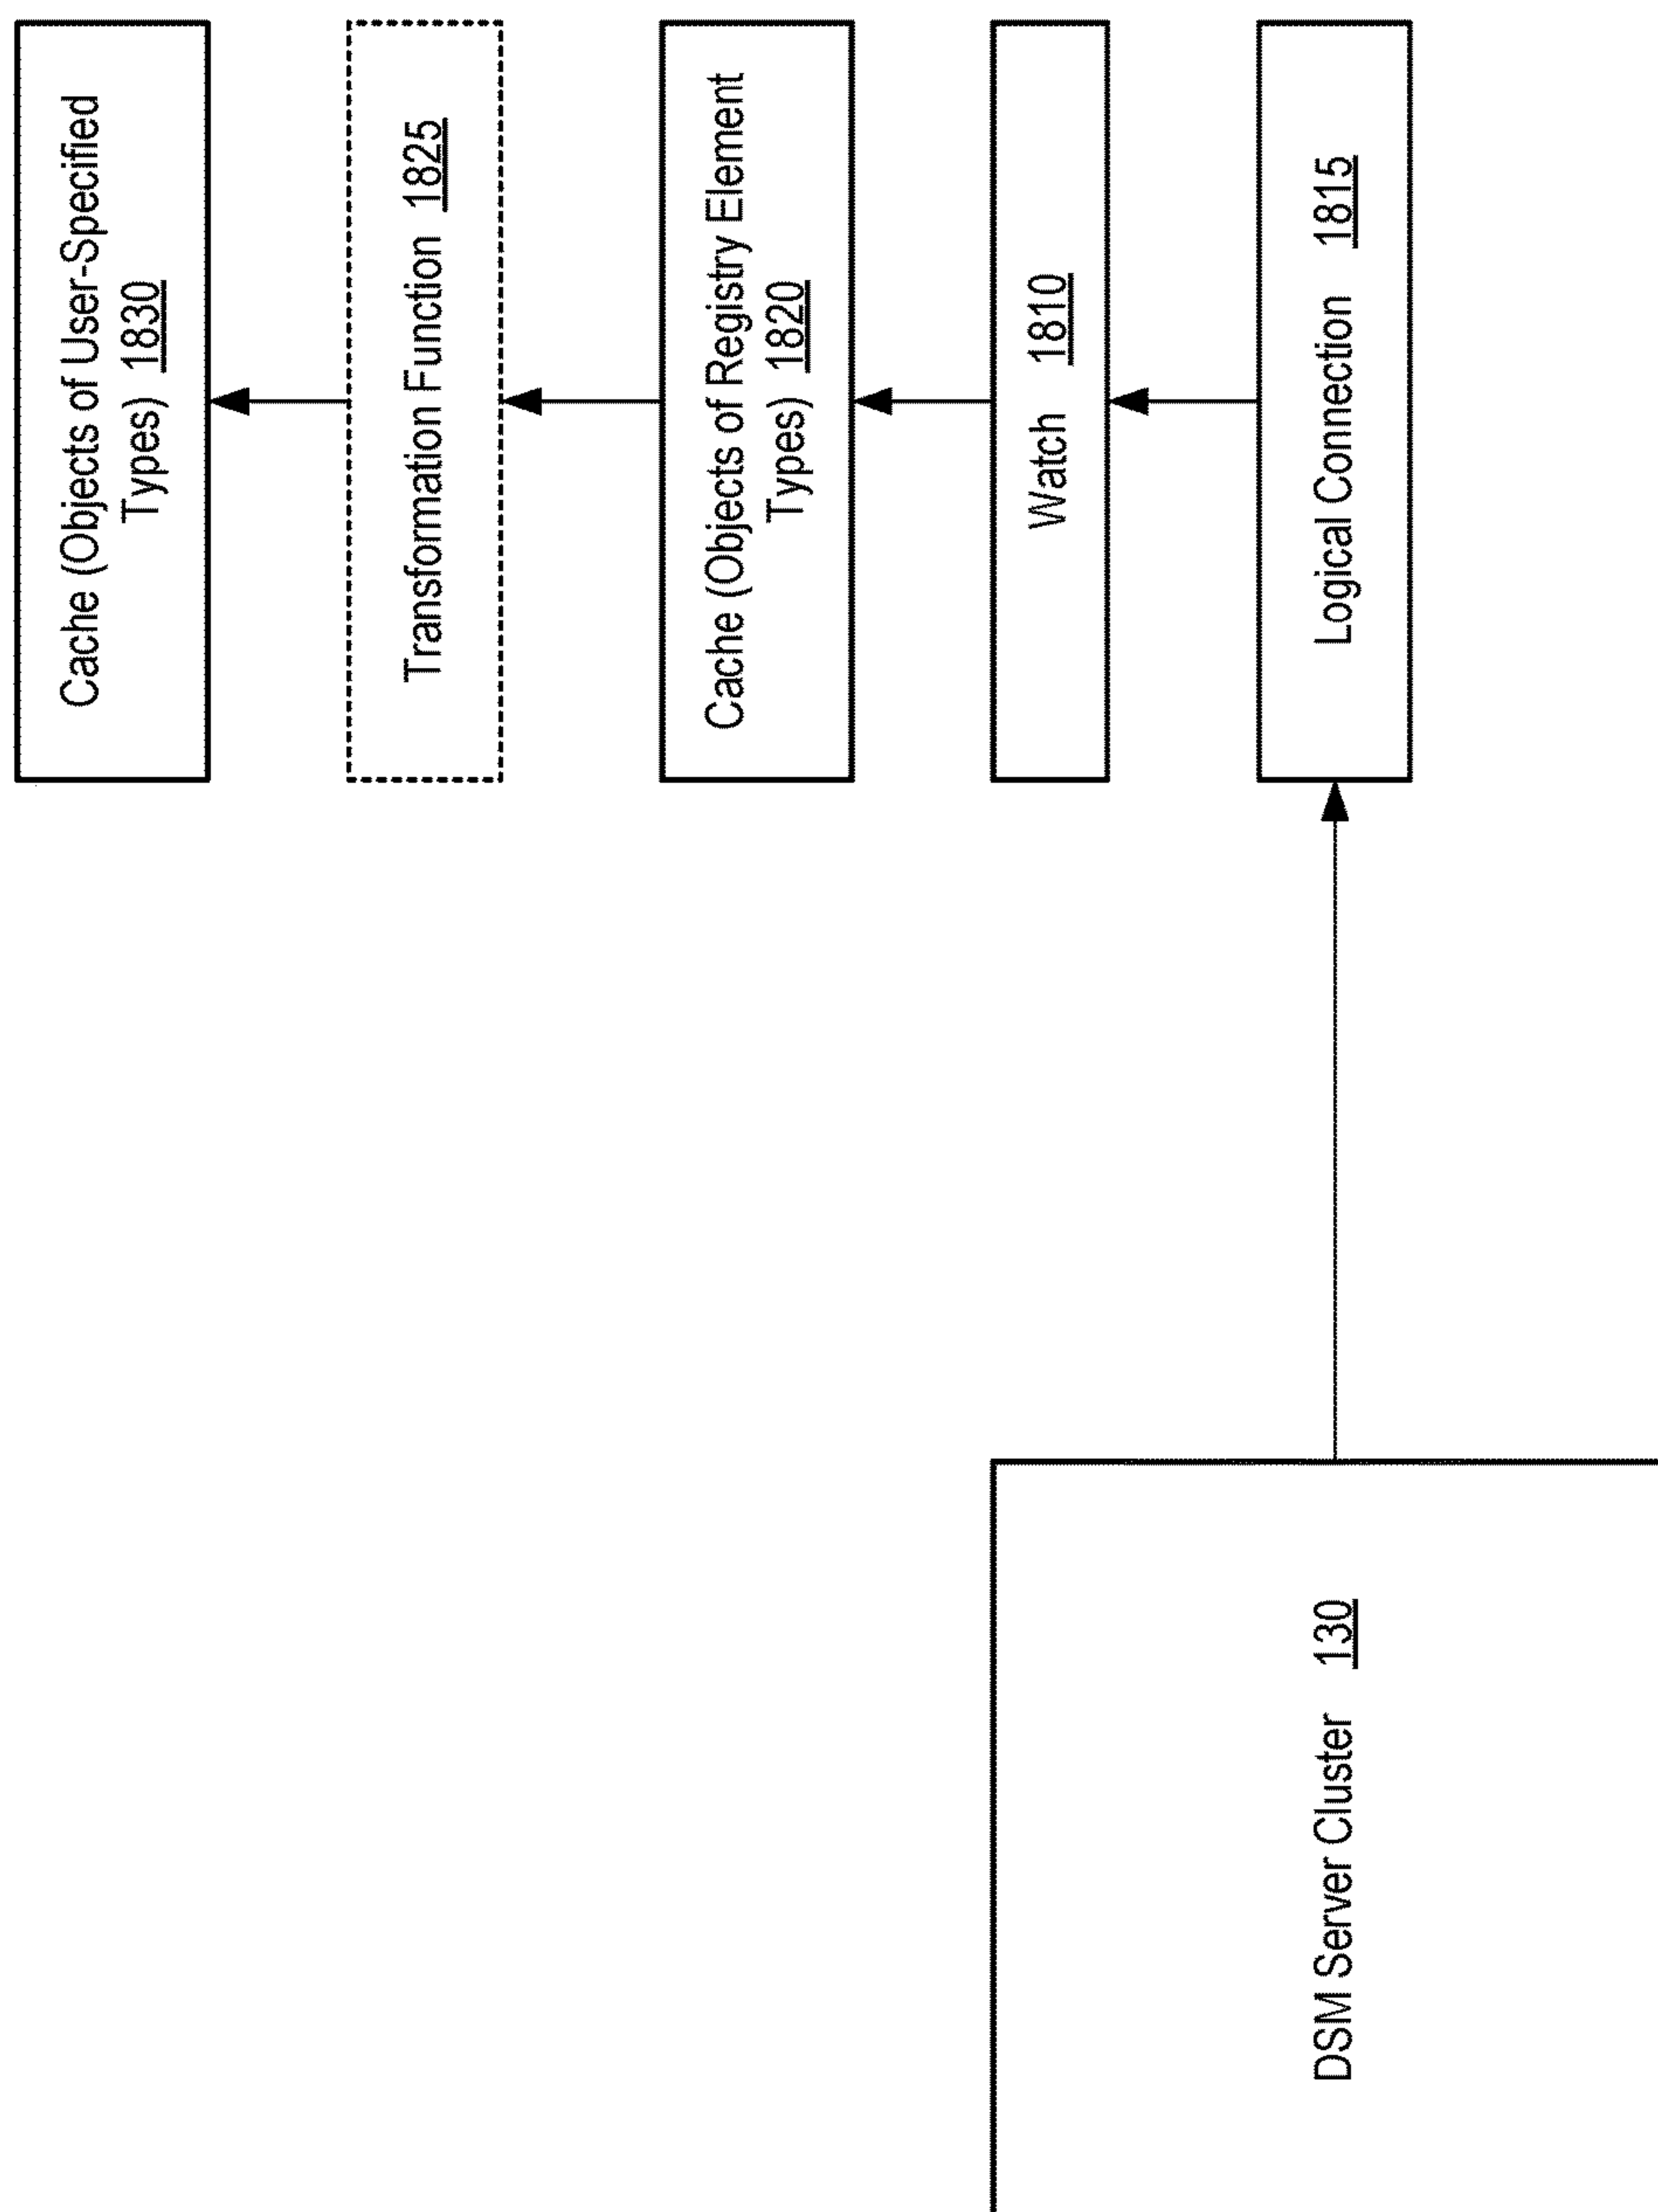 Cache (Objects of User-Specified
Types) 1830
Transformation Function 1825
Cache (Objects of Registry Element
Types) 1820
Watch 1810
Logical Connection 1815
DSM Server Cluster 130